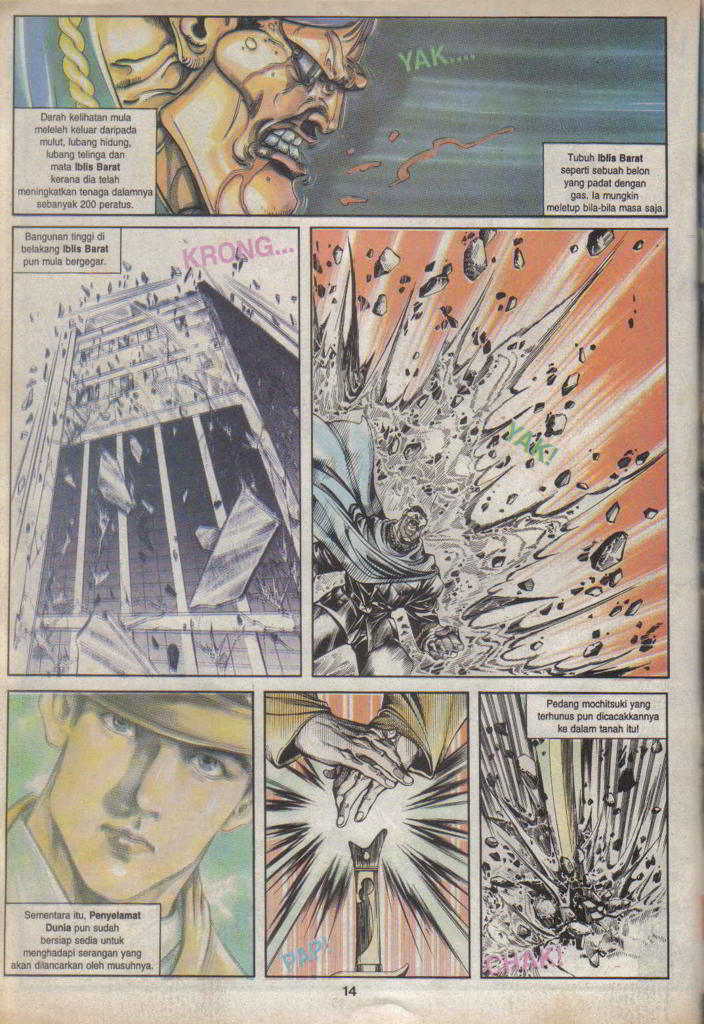 YAK....
Darah kelihatan mula
meleleh keluar daripada
mulut, lubang hidung,
lubang telinga dan
mata Iblis Barat
kerana dia telah
meningkatkan tenaga dalamnya
sebanyak 200 peratus.
Tubuh Iblis Barat
seperti sebuah belon
yang padat dengan
gas. Ia mungkin
meletup bila-bila masa saja.
Bangunan tinggi di
belakang Iblis Barat
pun mula bergegar.
KRONG...
YAK!
Sementara itu, Penyelamat
Dunia pun sudah
bersiap sedia untuk
menghadapi serangan yang
akan dilancarkan oleh musuhnya.
PAP!
Pedang mochitsuki yang
terhunus pun dicacakkannya
ke dalam tanah itu!
CHAK!
14